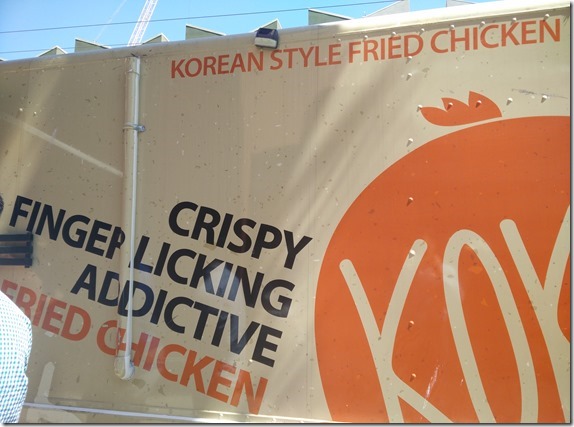 KOREAN STYLE FRIED CHICKEN
CRISPY
FINGER LICKING
ADDICTIVE
FRIED CHICKEN